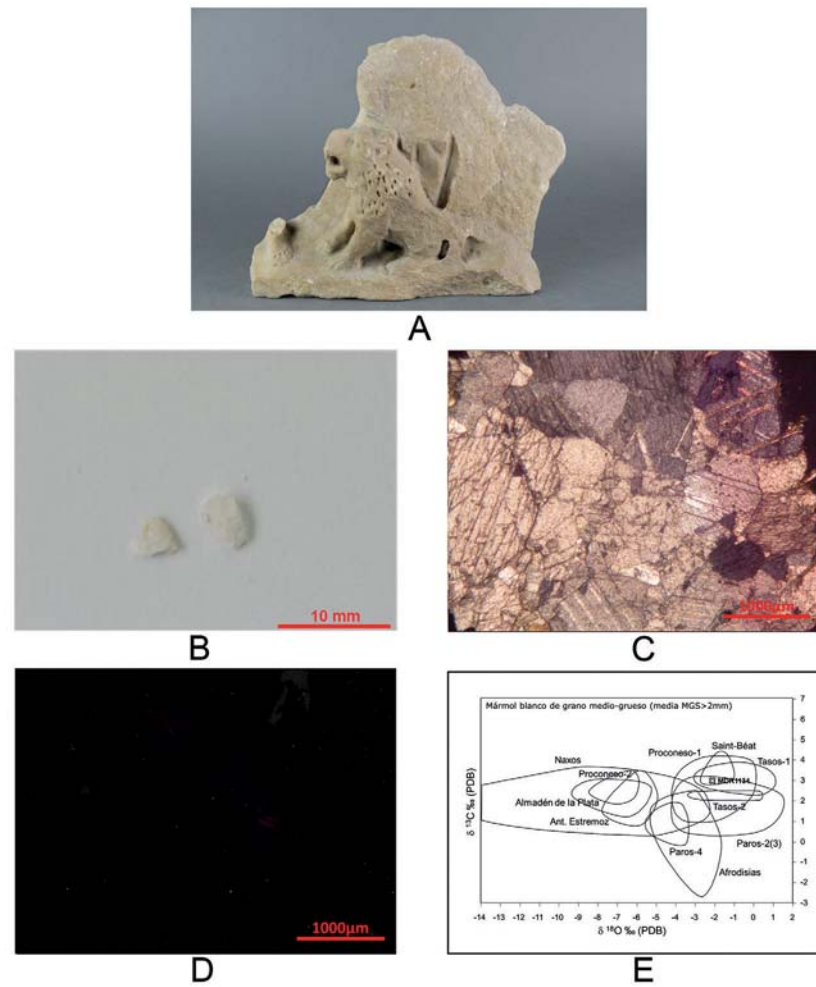 A
10 mm
B
1000µm
C
1000µm
D
Mármol blanco de grano medio-grueso (media MGS>2mm)
Proconeso-1
Saint-Béat
Tasos-1
Naxos
Proconeso-2
MDR1134
Almadén de la Plata
Tasos-2
Ant. Estremoz
Paros-4
Paros-2(3)
Afrodisias
δ ¹³C ‰ (PDB)
7
6
5
4
3
2
1
0
-1
-2
-3
-14 -13 -12 -11 -10 -9 -8 -7 -6 -5 -4 -3 -2 -1 0 1 2
δ ¹⁸O ‰ (PDB)
E